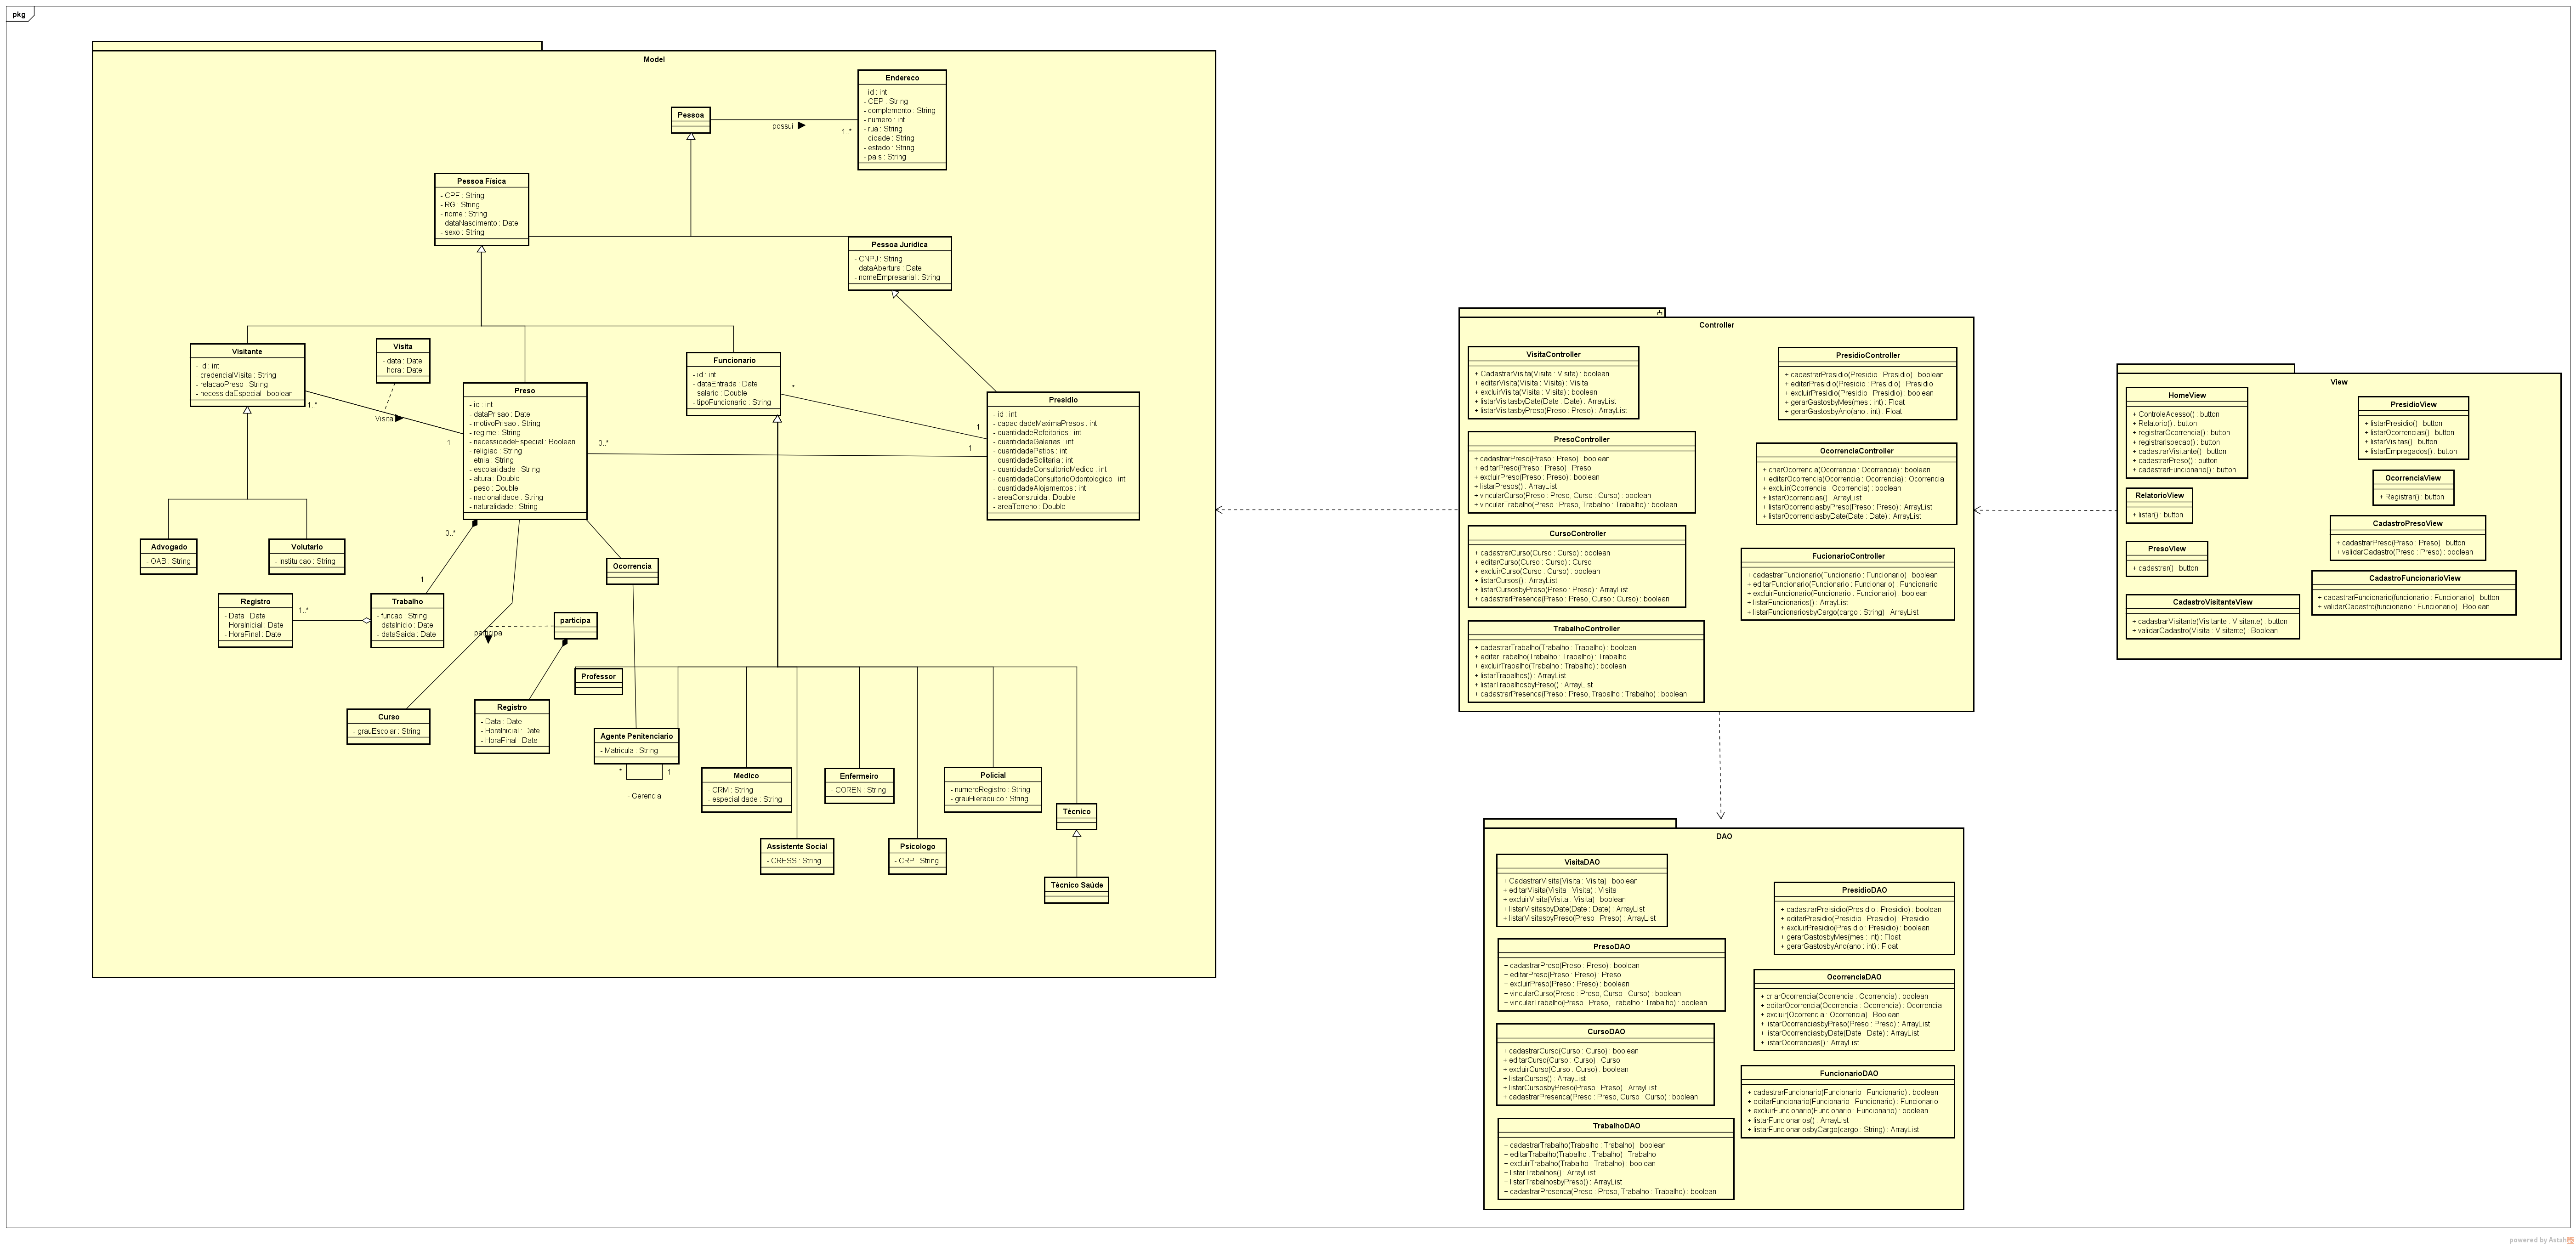 pkg
Model
Endereco
- id : int
- CEP : String
- complemento : String
- numero : int
- rua : String
- cidade : String
- estado : String
- pais : String
Pessoa
possui
1..*
Pessoa Física
- CPF : String
- RG : String
- nome : String
- dataNascimento : Date
- sexo : String
Pessoa Jurídica
- CNPJ : String
- dataAbertura : Date
- nomeEmpresarial : String
Visitante
- id : int
- credencialVisita : String
- relacaoPreso : String
- necessidaEspecial : boolean
Visita
- data : Date
- hora : Date
1..*
Visita
1
Preso
- id : int
- dataPrisao : Date
- motivoPrisao : String
- regime : String
- necessidadeEspecial : Boolean
- religiao : String
- etnia : String
- escolaridade : String
- altura : Double
- peso : Double
- nacionalidade : String
- naturalidade : String
Funcionario
- id : int
- dataEntrada : Date
- salario : Double
- tipoFuncionario : String
*
1
0..*
1
Presidio
- id : int
- capacidadeMaximaPresos : int
- quantidadeRefeitorios : int
- quantidadeGalerias : int
- quantidadePatios : int
- quantidadeSolitaria : int
- quantidadeConsultorioMedico : int
- quantidadeConsultorioOdontologico : int
- quantidadeAlojamentos : int
- areaConstruida : Double
- areaTerreno : Double
Advogado
- OAB : String
Volutario
- Instituicao : String
0..*
1
Ocorrencia
Registro
- Data : Date
- HoraInicial : Date
- HoraFinal : Date
1..*
Trabalho
- funcao : String
- dataInicio : Date
- dataSaida : Date
participa
participa
Professor
Registro
- Data : Date
- HoraInicial : Date
- HoraFinal : Date
Curso
- grauEscolar : String
Agente Penitenciario
- Matricula : String
*
1
- Gerencia
Medico
- CRM : String
- especialidade : String
Enfermeiro
- COREN : String
Policial
- numeroRegistro : String
- grauHieraquico : String
Técnico
Assistente Social
- CRESS : String
Psicologo
- CRP : String
Técnico Saúde
Controller
VisitaController
+ CadastrarVisita(Visita : Visita) : boolean
+ editarVisita(Visita : Visita) : Visita
+ excluirVisita(Visita : Visita) : boolean
+ listarVisitasbyDate(Date : Date) : ArrayList
+ listarVisitasbyPreso(Preso : Preso) : ArrayList
PresidioController
+ cadastrarPresidio(Presidio : Presidio) : boolean
+ editarPresidio(Presidio : Presidio) : Presidio
+ excluirPresidio(Presidio : Presidio) : boolean
+ gerarGastosbyMes(mes : int) : Float
+ gerarGastosbyAno(ano : int) : Float
PresoController
+ cadastrarPreso(Preso : Preso) : boolean
+ editarPreso(Preso : Preso) : Preso
+ excluirPreso(Preso : Preso) : boolean
+ listarPresos() : ArrayList
+ vincularCurso(Preso : Preso, Curso : Curso) : boolean
+ vincularTrabalho(Preso : Preso, Trabalho : Trabalho) : boolean
OcorrenciaController
+ criarOcorrencia(Ocorrencia : Ocorrencia) : boolean
+ editarOcorrencia(Ocorrencia : Ocorrencia) : Ocorrencia
+ excluir(Ocorrencia : Ocorrencia) : boolean
+ listarOcorrencias() : ArrayList
+ listarOcorrenciasbyPreso(Preso : Preso) : ArrayList
+ listarOcorrenciasbyDate(Date : Date) : ArrayList
CursoController
+ cadastrarCurso(Curso : Curso) : boolean
+ editarCurso(Curso : Curso) : Curso
+ excluirCurso(Curso : Curso) : boolean
+ listarCursos() : ArrayList
+ listarCursosbyPreso(Preso : Preso) : ArrayList
+ cadastrarPresenca(Preso : Preso, Curso : Curso) : boolean
FucionarioController
+ cadastrarFuncionario(Funcionario : Funcionario) : boolean
+ editarFuncionario(Funcionario : Funcionario) : Funcionario
+ excluirFuncionario(Funcionario : Funcionario) : boolean
+ listarFuncionarios() : ArrayList
+ listarFuncionariosbyCargo(cargo : String) : ArrayList
TrabalhoController
+ cadastrarTrabalho(Trabalho : Trabalho) : boolean
+ editarTrabalho(Trabalho : Trabalho) : Trabalho
+ excluirTrabalho(Trabalho : Trabalho) : boolean
+ listarTrabalhos() : ArrayList
+ listarTrabalhosbyPreso() : ArrayList
+ cadastrarPresenca(Preso : Preso, Trabalho : Trabalho) : boolean
View
HomeView
+ ControleAcesso() : button
+ Relatorio() : button
+ registrarOcorrencia() : button
+ registrarIspecao() : button
+ cadastrarVisitante() : button
+ cadastrarPreso() : button
+ cadastrarFuncionario() : button
PresidioView
+ listarPresidio() : button
+ listarOcorrencias() : button
+ listarVisitas() : button
+ listarEmpregados() : button
OcorrenciaView
+ Registrar() : button
RelatorioView
+ listar() : button
CadastroPresoView
+ cadastrarPreso(Preso : Preso) : button
+ validarCadastro(Preso : Preso) : boolean
PresoView
+ cadastrar() : button
CadastroFuncionarioView
+ cadastrarFuncionario(funcionario : Funcionario) : button
+ validarCadastro(funcionario : Funcionario) : Boolean
CadastroVisitanteView
+ cadastrarVisitante(Visitante : Visitante) : button
+ validarCadastro(Visita : Visitante) : Boolean
DAO
VisitaDAO
+ CadastrarVisita(Visita : Visita) : boolean
+ editarVisita(Visita : Visita) : Visita
+ excluirVisita(Visita : Visita) : boolean
+ listarVisitasbyDate(Date : Date) : ArrayList
+ listarVisitasbyPreso(Preso : Preso) : ArrayList
PresidioDAO
+ cadastrarPreisidio(Presidio : Presidio) : boolean
+ editarPresidio(Presidio : Presidio) : Presidio
+ excluirPresidio(Presidio : Presidio) : boolean
+ gerarGastosbyMes(mes : int) : Float
+ gerarGastosbyAno(ano : int) : Float
PresoDAO
+ cadastrarPreso(Preso : Preso) : boolean
+ editarPreso(Preso : Preso) : Preso
+ excluirPreso(Preso : Preso) : boolean
+ vincularCurso(Preso : Preso, Curso : Curso) : boolean
+ vincularTrabalho(Preso : Preso, Trabalho : Trabalho) : boolean
OcorrenciaDAO
+ criarOcorrencia(Ocorrencia : Ocorrencia) : boolean
+ editarOcorrencia(Ocorrencia : Ocorrencia) : Ocorrencia
+ excluir(Ocorrencia : Ocorrencia) : Boolean
+ listarOcorrenciasbyPreso(Preso : Preso) : ArrayList
+ listarOcorrenciasbyDate(Date : Date) : ArrayList
+ listarOcorrencias() : ArrayList
CursoDAO
+ cadastrarCurso(Curso : Curso) : boolean
+ editarCurso(Curso : Curso) : Curso
+ excluirCurso(Curso : Curso) : boolean
+ listarCursos() : ArrayList
+ listarCursosbyPreso(Preso : Preso) : ArrayList
+ cadastrarPresenca(Preso : Preso, Curso : Curso) : boolean
FuncionarioDAO
+ cadastrarFuncionario(Funcionario : Funcionario) : boolean
+ editarFuncionario(Funcionario : Funcionario) : Funcionario
+ excluirFuncionario(Funcionario : Funcionario) : boolean
+ listarFuncionarios() : ArrayList
+ listarFuncionariosbyCargo(cargo : String) : ArrayList
TrabalhoDAO
+ cadastrarTrabalho(Trabalho : Trabalho) : boolean
+ editarTrabalho(Trabalho : Trabalho) : Trabalho
+ excluirTrabalho(Trabalho : Trabalho) : boolean
+ listarTrabalhos() : ArrayList
+ listarTrabalhosbyPreso() : ArrayList
+ cadastrarPresenca(Preso : Preso, Trabalho : Trabalho) : boolean
powered by Astah